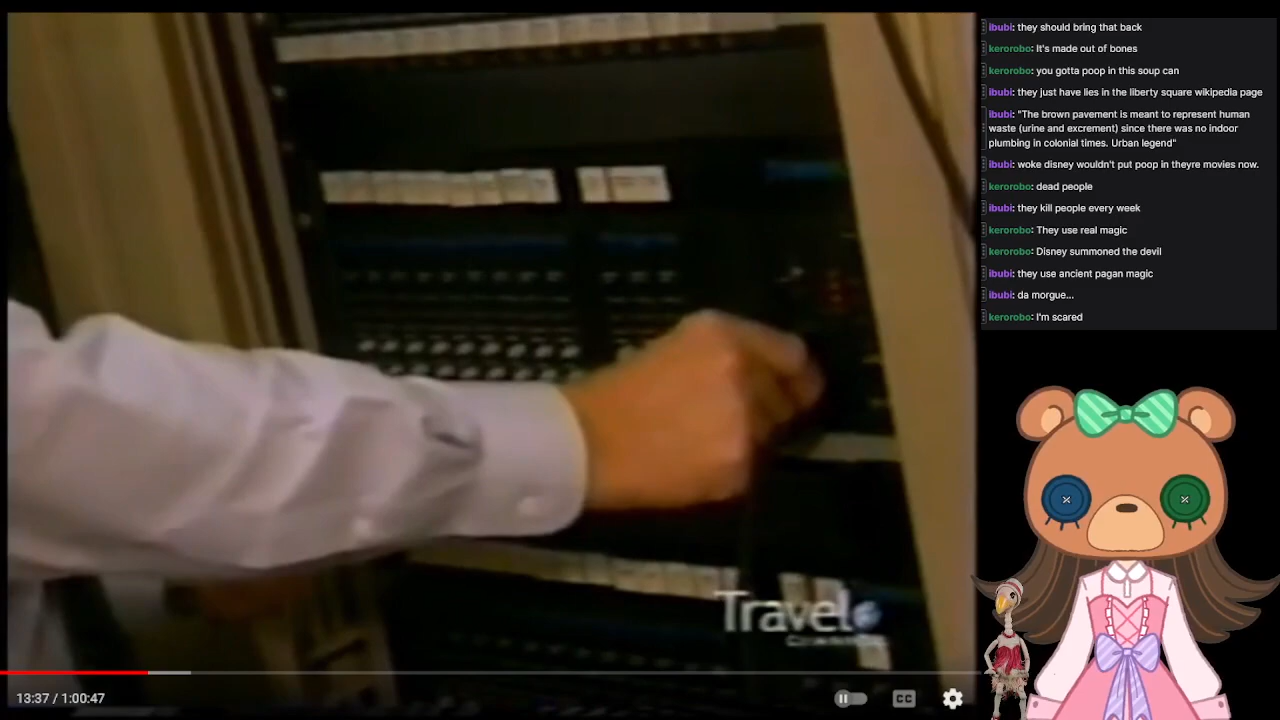 ibubi: they should bring that back
kerorobo: It's made out of bones
kerorobo: you gotta poop in this soup can
ibubi: they just have lies in the liberty square wikipedia page
ibubi: "The brown pavement is meant to represent human
waste (urine and excrement) since there was no indoor
plumbing in colonial times. Urban legend"
ibubi: woke disney wouldn't put poop in theyre movies now.
kerorobo: dead people
ibubi: they kill people every week
kerorobo: They use real magic
kerorobo: Disney summoned the devil
ibubi: they use ancient pagan magic
ibubi: da morgue...
kerorobo: I'm scared
Travel
CHANNEL
13:37 / 1:00:47
CC